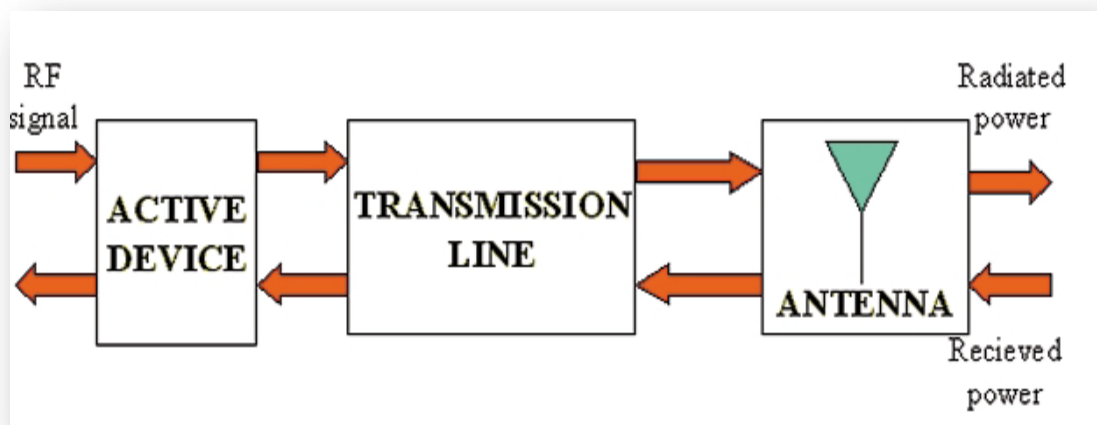 RF
signal
ACTIVE
DEVICE
TRANSMISSION
LINE
ANTENNA
Radiated
power
Recieved
power